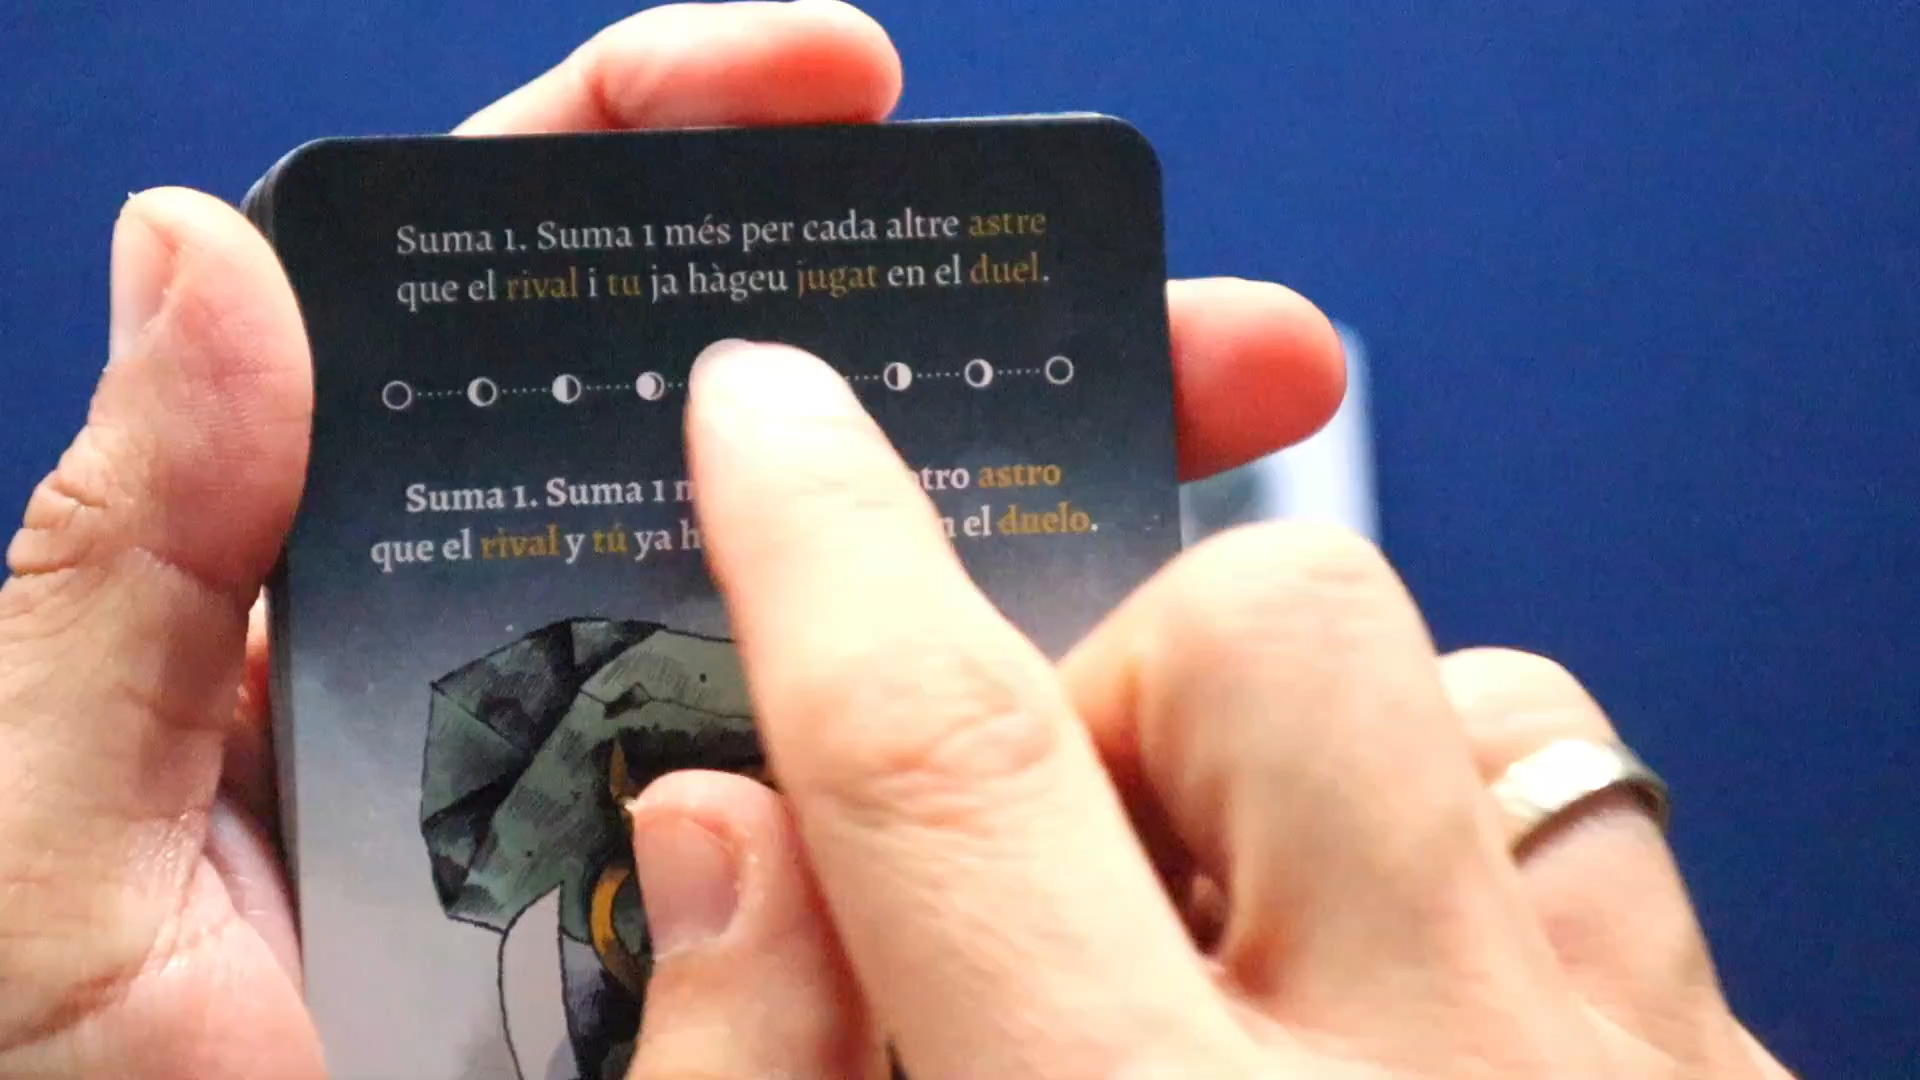 Suma 1. Suma 1 més per cada altre astre
que el rival i tu ja hàgeu jugat en el duel.
Suma 1. Suma 1 astro
que el rival y tú ya el duelo.